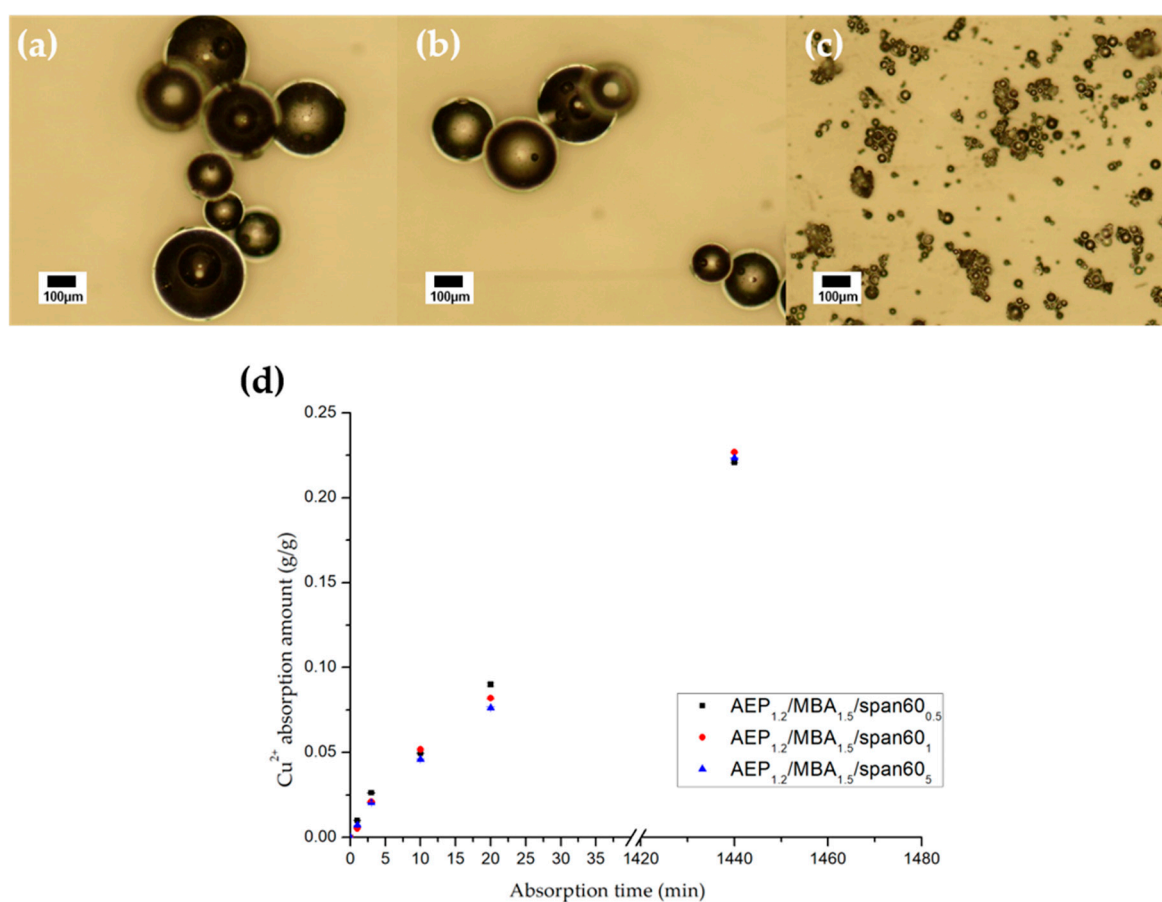 (a)
(b)
(c)
100μm
100μm
100μm
(d)
0.25
0.20
0.15
0.10
0.05
0.00
Cu²⁺ absorption amount (g/g)
AEP₁.₂/MBA₁.₅/span60₀.₅
AEP₁.₂/MBA₁.₅/span60₁
AEP₁.₂/MBA₁.₅/span60₅
0 5 10 15 20 25 30 35 1420 1440 1460 1480
Absorption time (min)